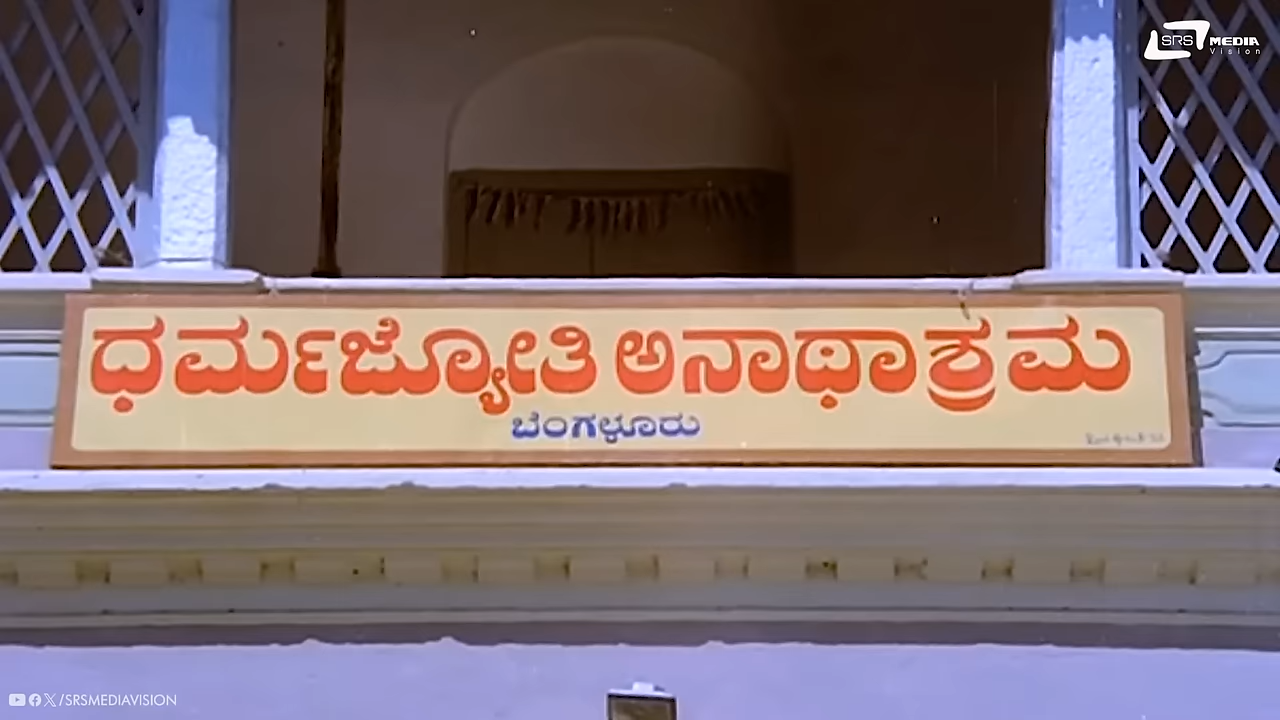 SRS MEDIA
Vision
ಧರ್ಮಜ್ಯೋತಿ ಅನಾಥಾಶ್ರಮ
ಬೆಂಗಳೂರು
/SRSMEDIAVISION